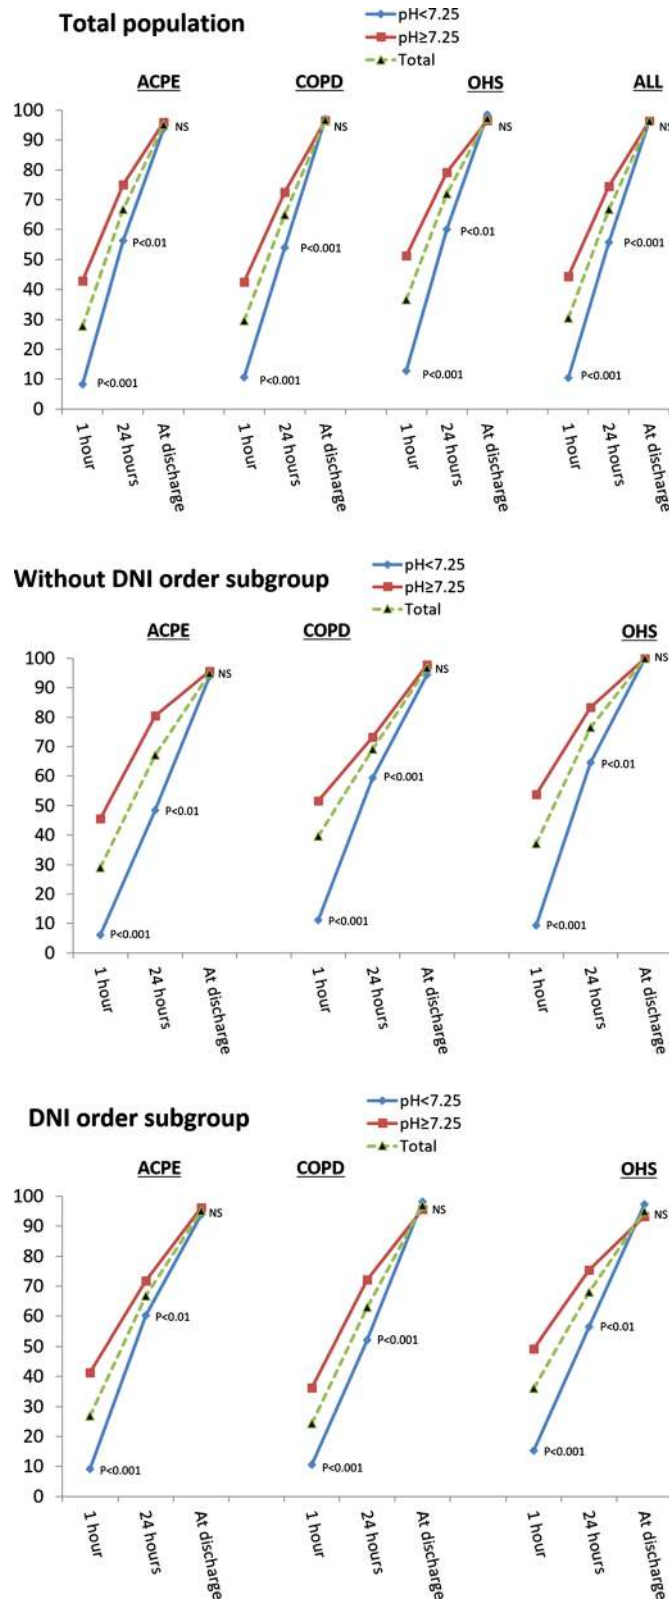 Total population
pH<7.25
pH≥7.25
Total
ACPE COPD OHS ALL
100
90
80
70
60
50
40
30
20
10
0
NS NS NS NS
P<0.01 P<0.001 P<0.01 P<0.001
P<0.001 P<0.001 P<0.001 P<0.001
1 hour 24 hours At discharge 1 hour 24 hours At discharge 1 hour 24 hours At discharge 1 hour 24 hours At discharge
Without DNI order subgroup
pH<7.25
pH≥7.25
Total
ACPE COPD OHS
100
90
80
70
60
50
40
30
20
10
0
NS NS NS
P<0.01 P<0.001 P<0.01
P<0.001 P<0.001 P<0.001
1 hour 24 hours At discharge 1 hour 24 hours At discharge 1 hour 24 hours At discharge
DNI order subgroup
pH<7.25
pH≥7.25
Total
ACPE COPD OHS
100
90
80
70
60
50
40
30
20
10
0
NS NS NS
P<0.01 P<0.001 P<0.01
P<0.001 P<0.001 P<0.001
1 hour 24 hours At discharge 1 hour 24 hours At discharge 1 hour 24 hours At discharge